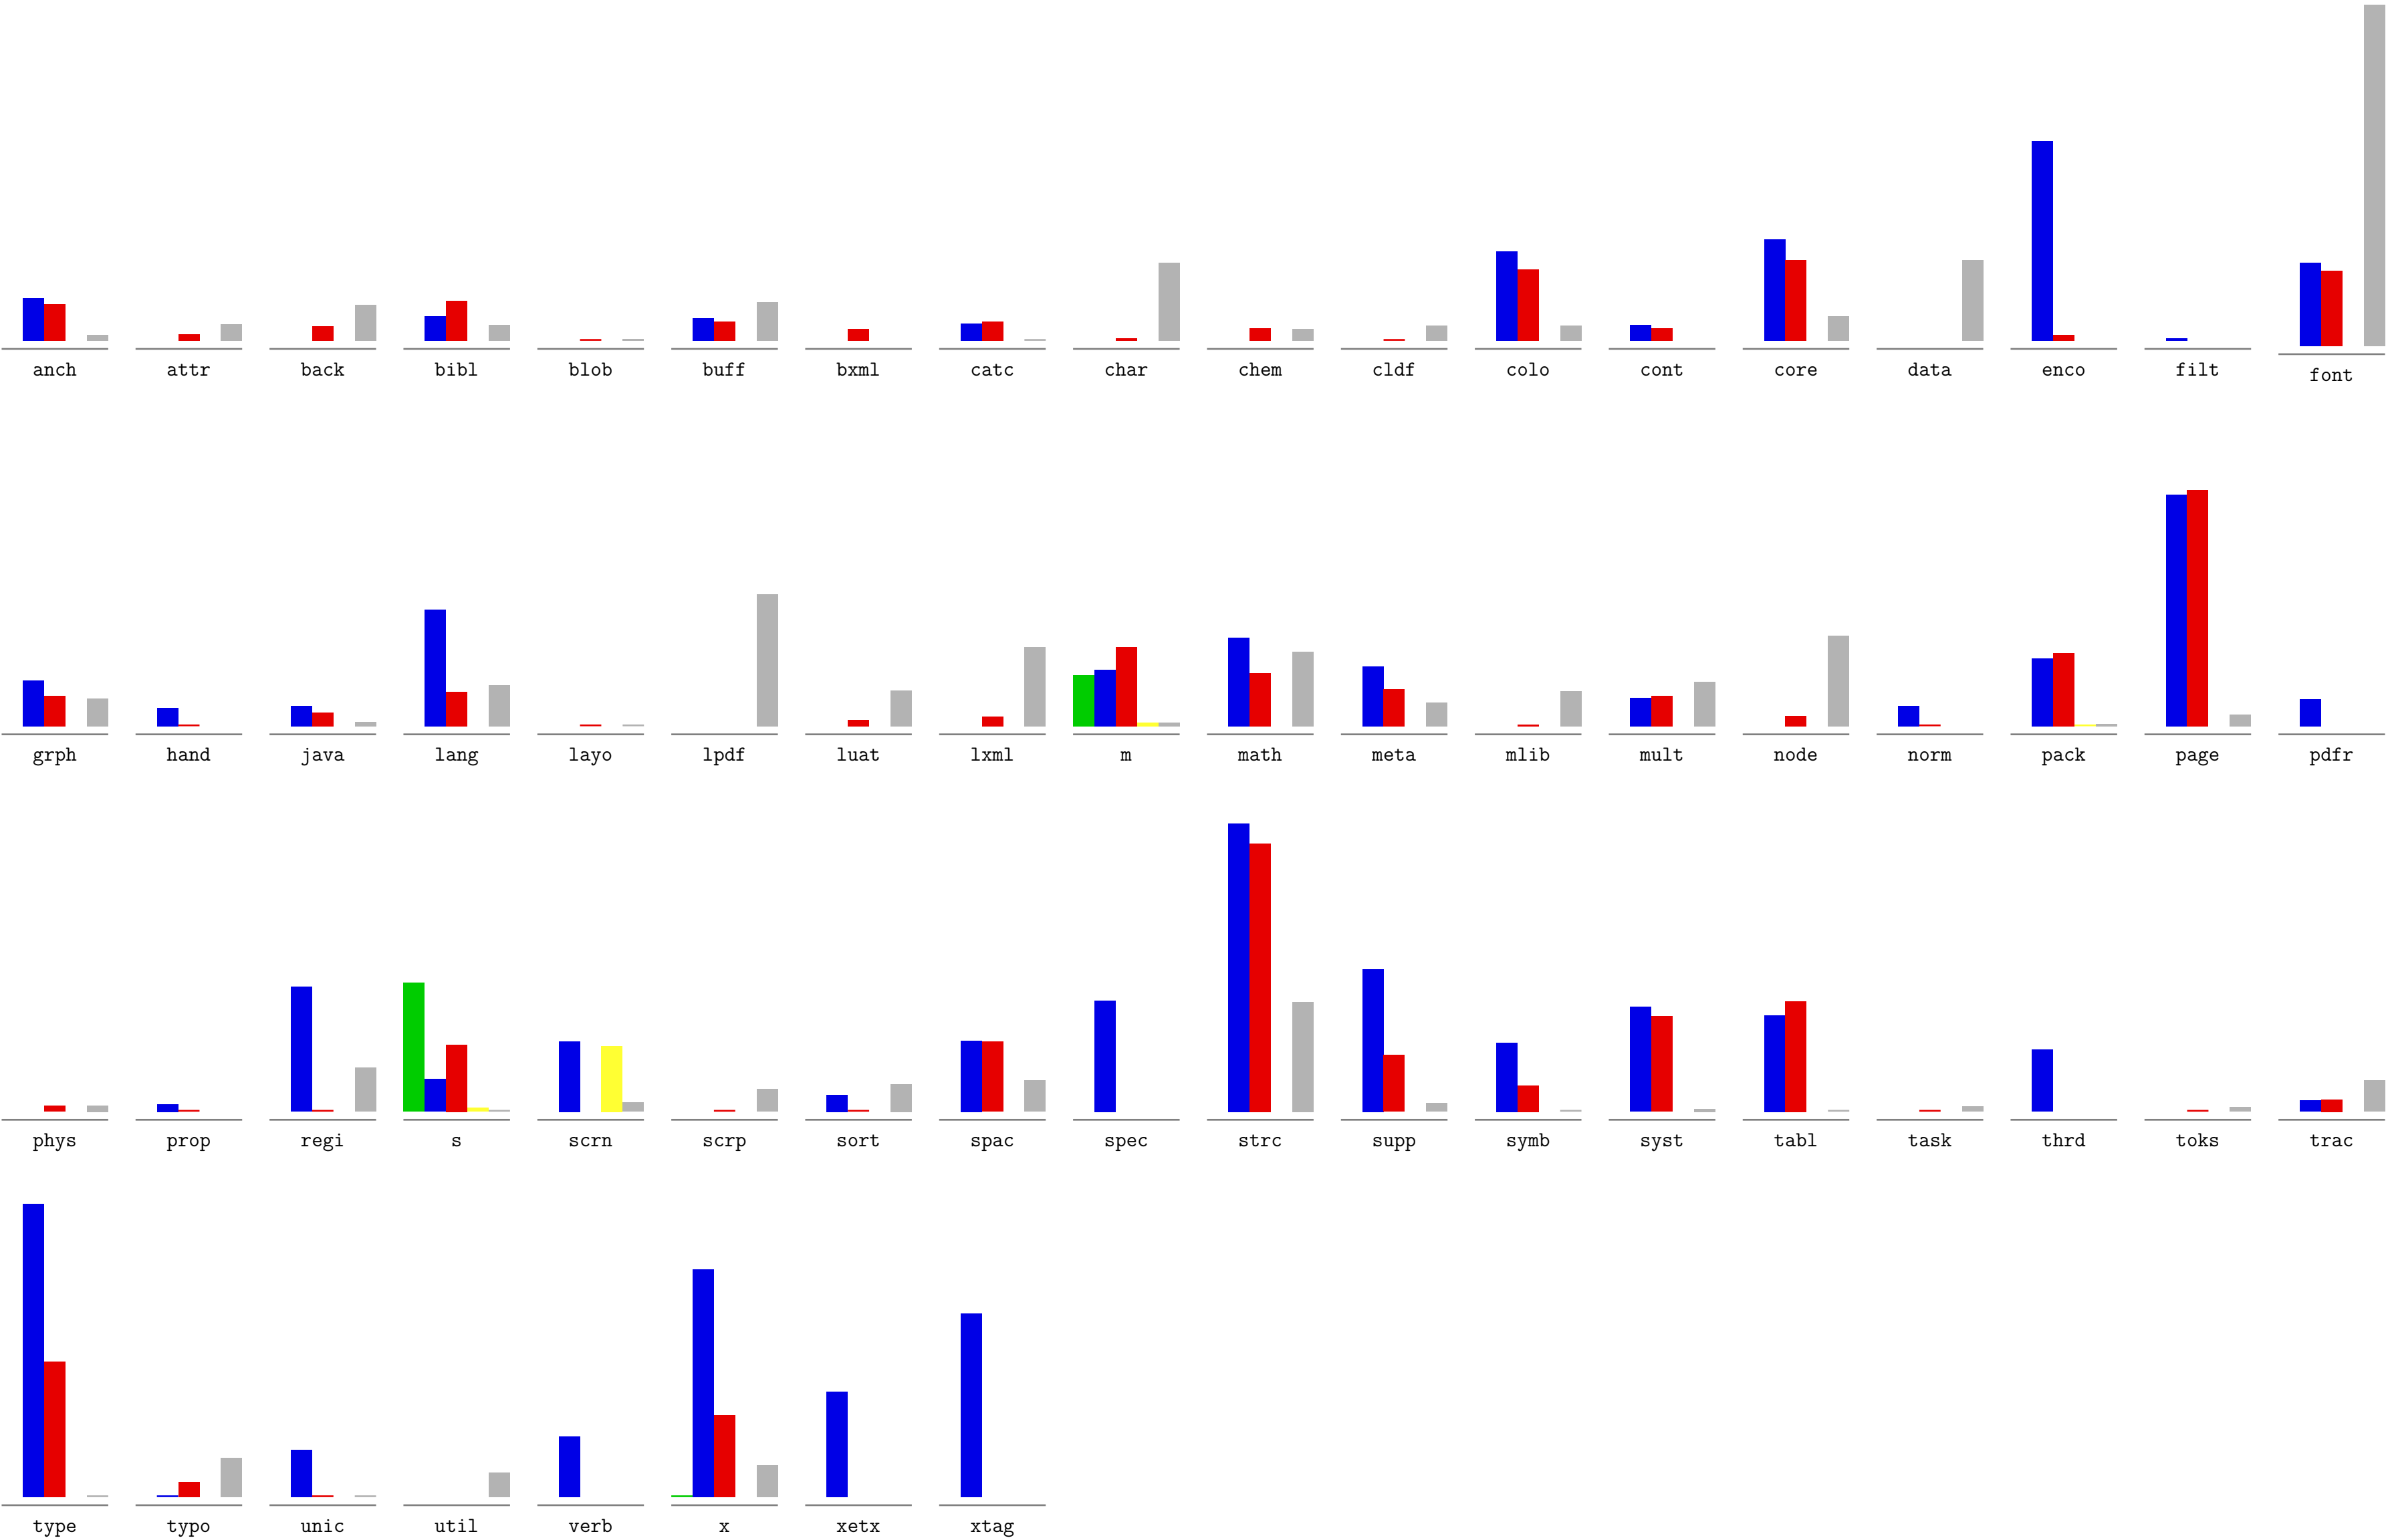 anch attr back bibl blob buff bxml catc char chem cldf colo cont core data enco filt font
grph hand java lang layo lpdf luat lxml m math meta mlib mult node norm pack page pdfr
phys prop regi s scrn scrp sort spac spec strc supp symb syst tabl task thrd toks trac
type typo unic util verb x xetx xtag